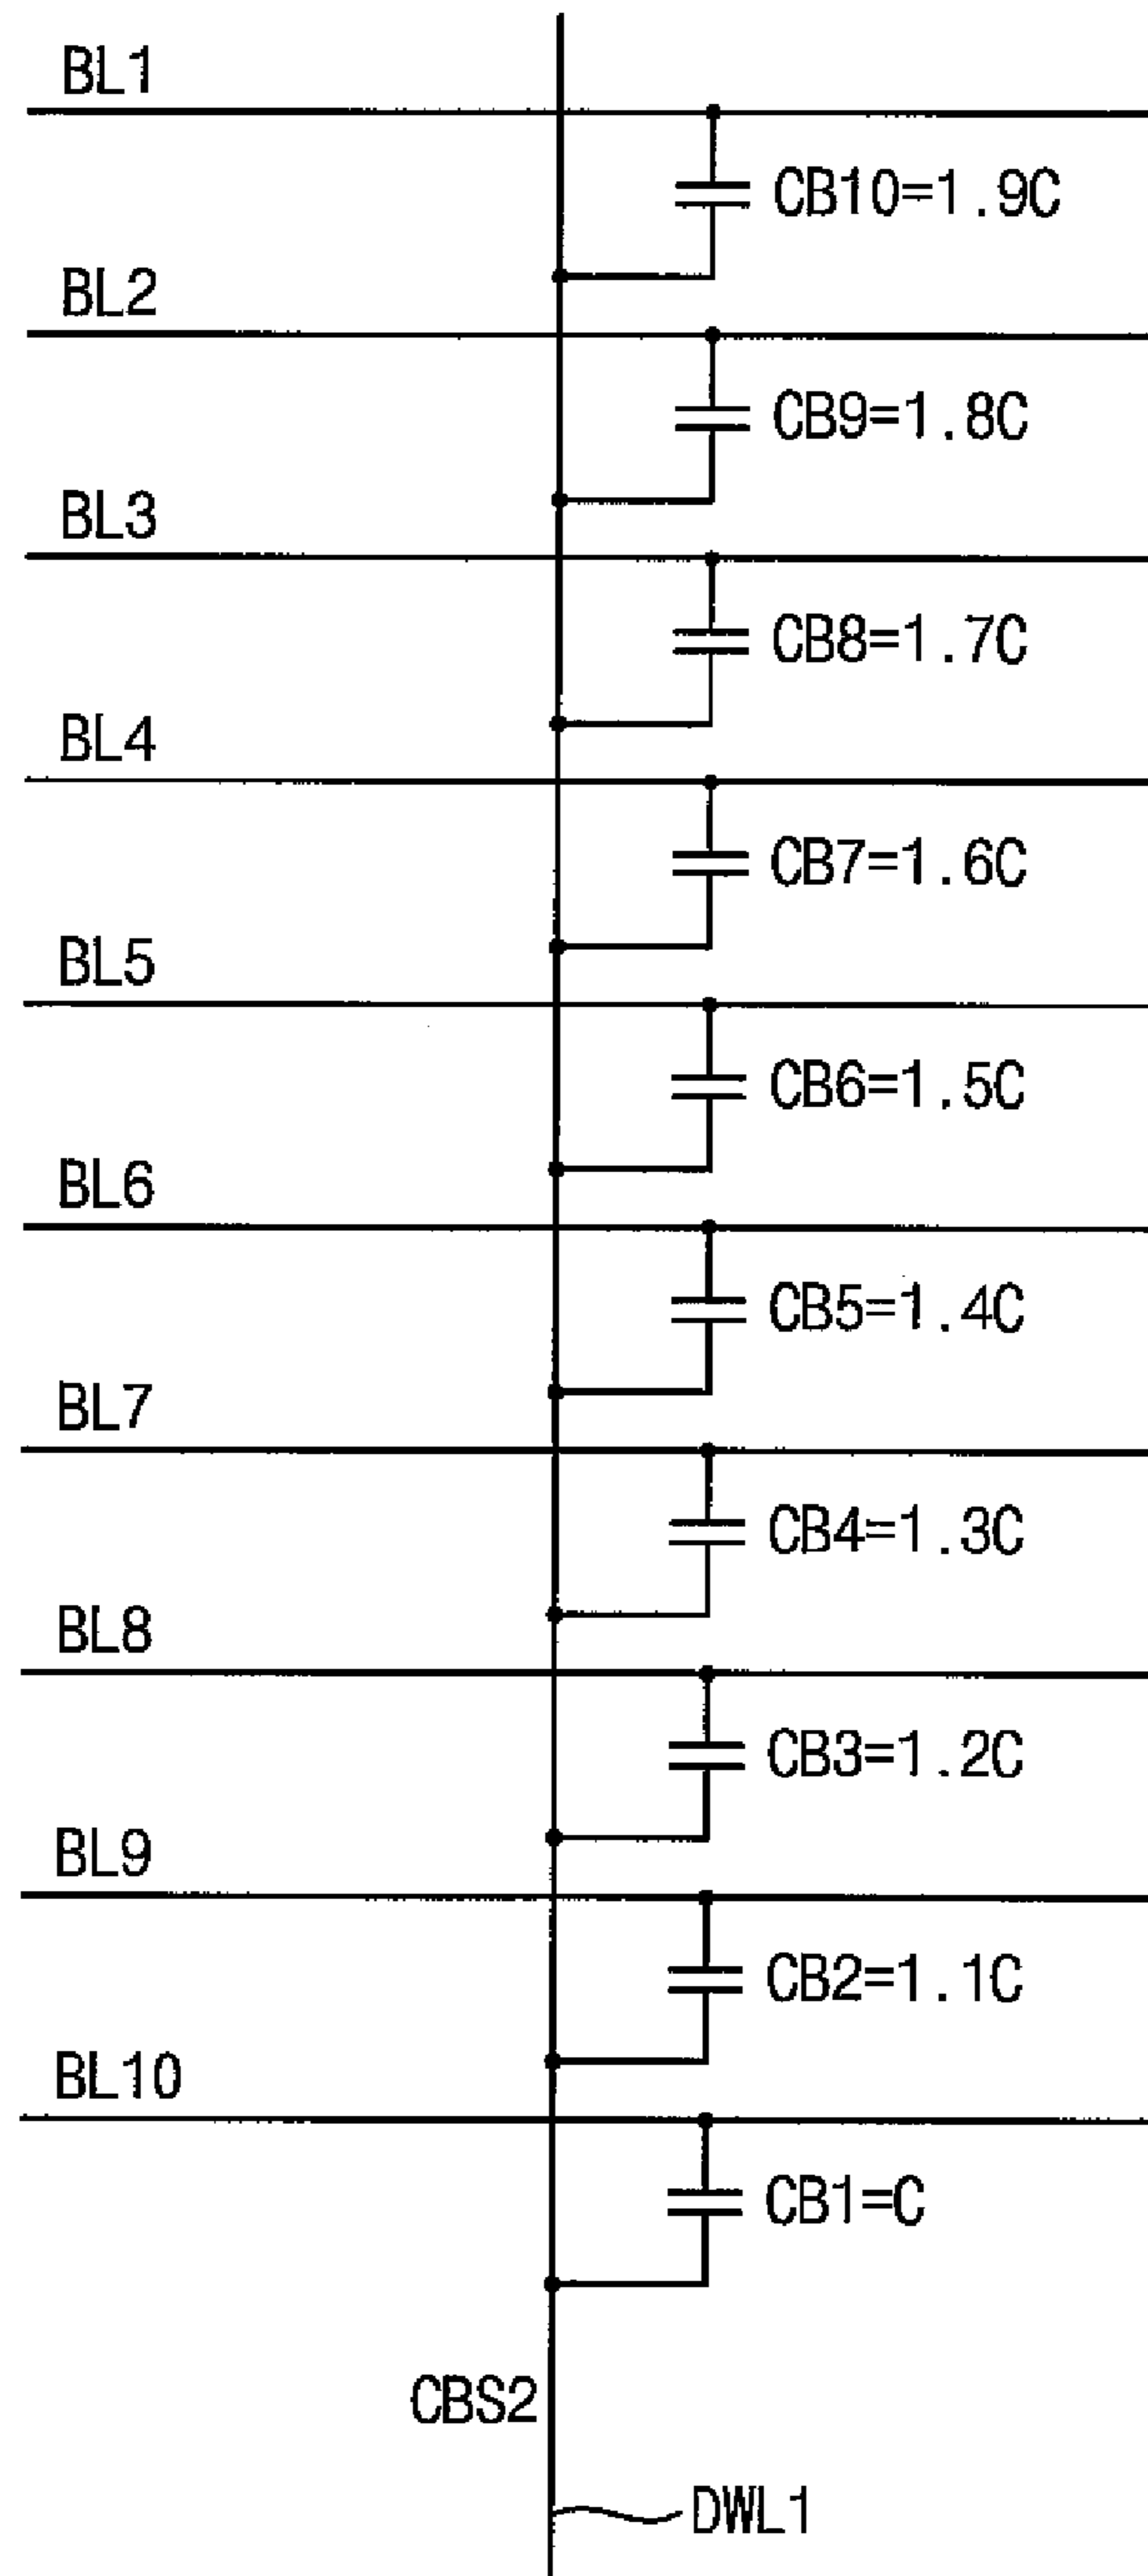 BL1
CB10=1.9C
BL2
CB9=1.8C
BL3
CB8=1.7C
BL4
CB7=1.6C
BL5
CB6=1.5C
BL6
CB5=1.4C
BL7
CB4=1.3C
BL8
CB3=1.2C
BL9
CB2=1.1C
BL10
CB1=C
CBS2
DWL1